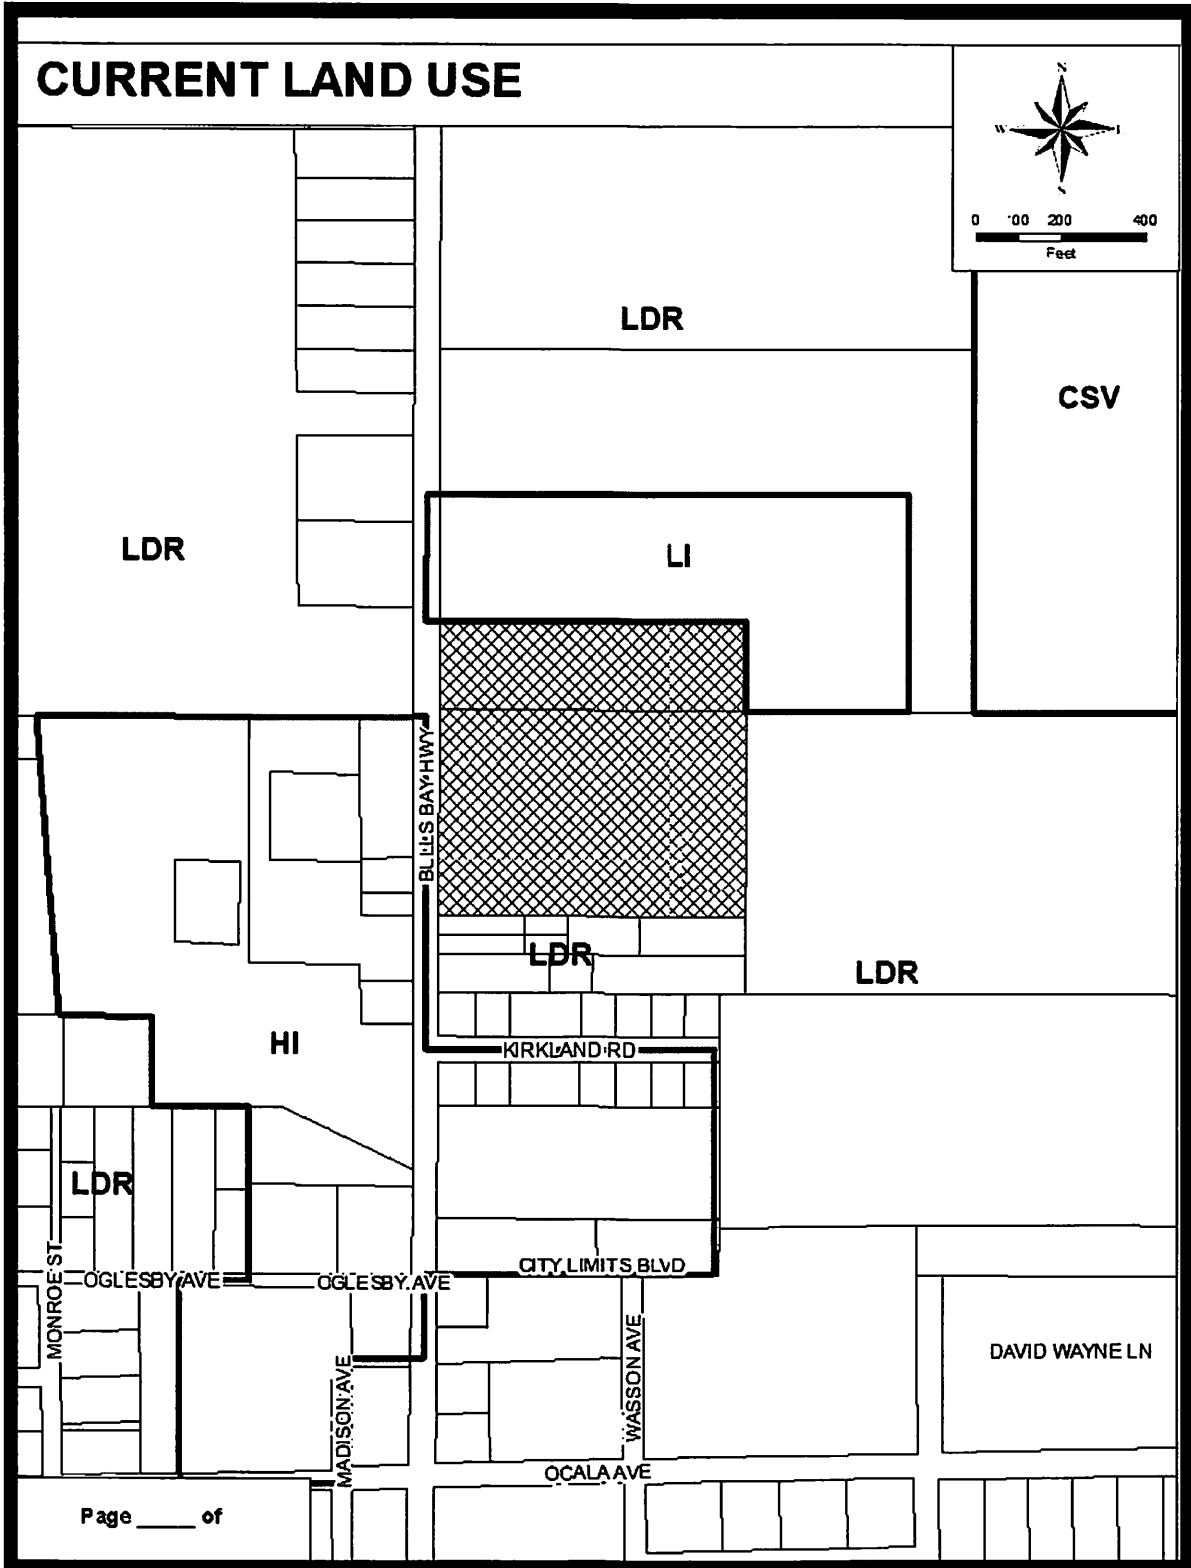 CURRENT LAND USE
N
W
S
0 100 200 400
Feet
LDR
CSV
LDR
LI
BULLS BAY HWY
LDR
LDR
HI
KIRKLAND RD
LDR
MONROE ST
OGLESBY AVE
OGLESBY AVE
CITY LIMITS BLVD
WASSON AVE
DAVID WAYNE LN
MADISON AVE
OCALA AVE
Page _____ of